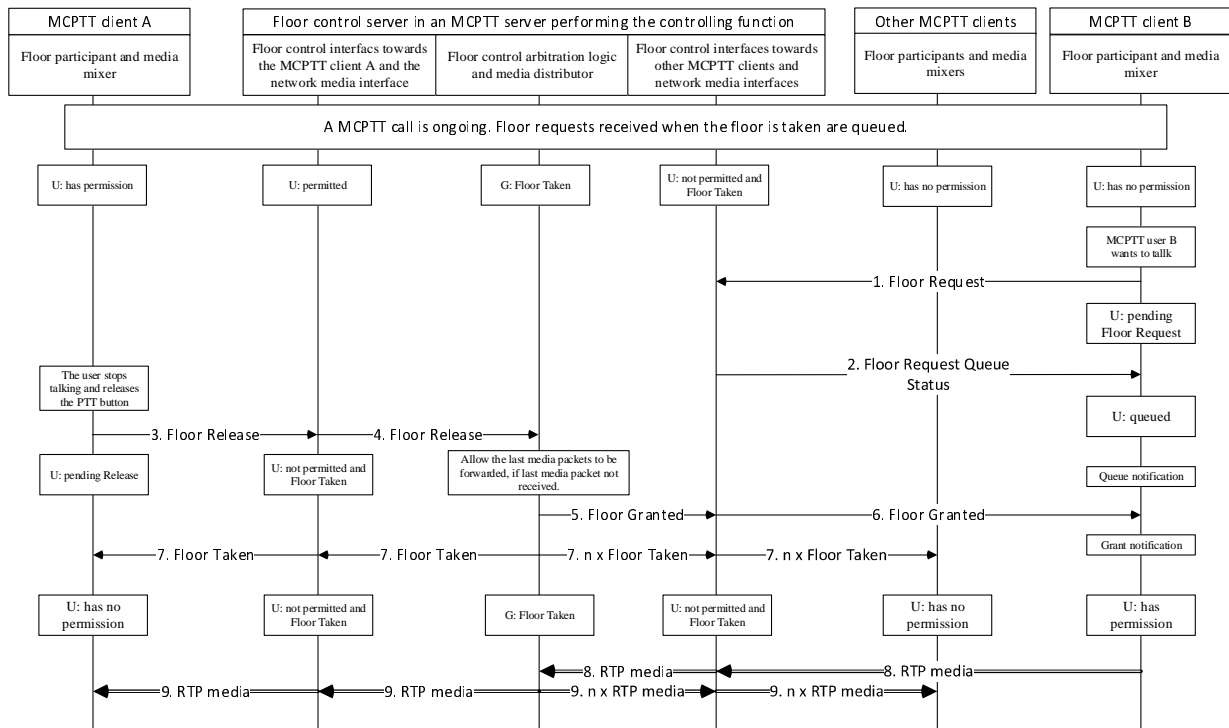 MCPTT client A
Floor control server in an MCPTT server performing the controlling function
Other MCPTT clients
MCPTT client B
Floor participant and media
mixer
Floor control interfacs towards
the MCPTT client A and the
network media interface
Floor control arbitration logic
and media distributor
Floor control interfaces towards
other MCPTT clients and
network media interfaces
Floor participants and media
mixers
Floor participant and media
mixer
A MCPTT call is ongoing. Floor requests received when the floor is taken are queued.
U: has permission
U: permitted
G: Floor Taken
U: not permitted and
Floor Taken
U: has no permission
U: has no permission
MCPTT user B
wants to tallk
1. Floor Request
U: pending
Floor Request
2. Floor Request Queue
Status
The user stops
talking and releases
the PTT button
U: queued
3. Floor Release
4. Floor Release
U: pending Release
U: not permitted and
Floor Taken
Allow the last media packets to be
forwarded, if last media packet not
received.
Queue notification
5. Floor Granted
6. Floor Granted
7. Floor Taken
7. Floor Taken
7. n x Floor Taken
7. n x Floor Taken
Grant notification
U: has no
permission
U: not permitted and
Floor Taken
G: Floor Taken
U: not permitted and
Floor Taken
U: has no
permission
U: has
permission
8. RTP media
8. RTP media
9. RTP media
9. RTP media
9. n x RTP media
9. n x RTP media